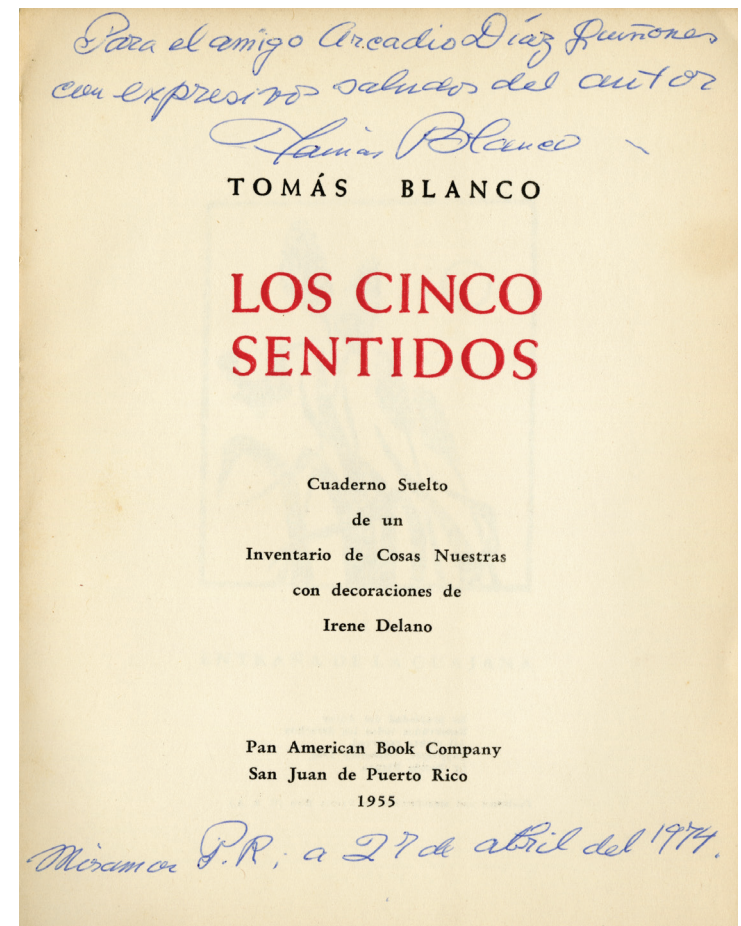 Para el amigo Arcadio Díaz Quiñones
con expresivos saludos del autor
Tomás Blanco
TOMÁS BLANCO
LOS CINCO
SENTIDOS
Cuaderno Suelto
de un
Inventario de Cosas Nuestras
con decoraciones de
Irene Delano
Pan American Book Company
San Juan de Puerto Rico
1955
Miramar P.R., a 27 de abril del 1974.